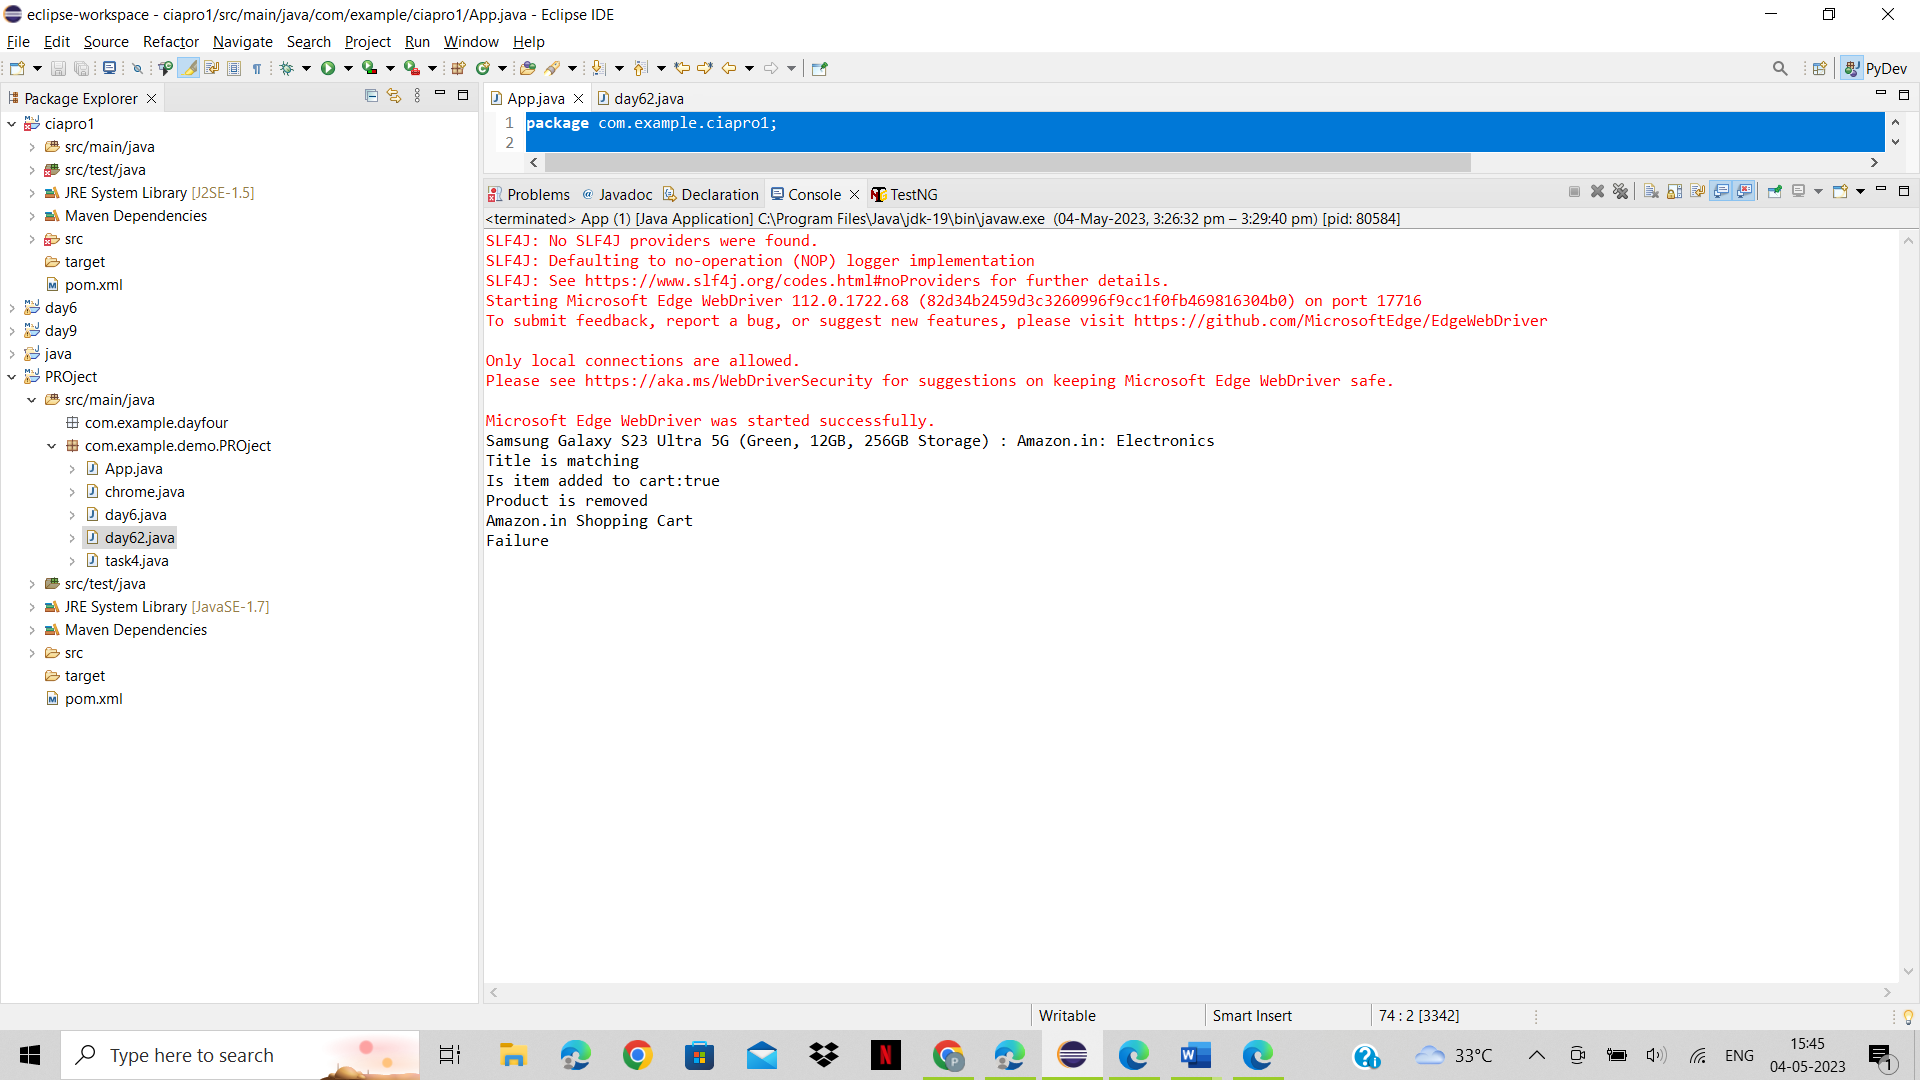 eclipse-workspace - ciapro1/src/main/java/com/example/ciapro1/App.java - Eclipse IDE
File Edit Source Refactor Navigate Search Project Run Window Help
PyDev
Package Explorer
App.java
day62.java
ciapro1
src/main/java
src/test/java
JRE System Library [J2SE-1.5]
Maven Dependencies
src
target
pom.xml
day6
day9
java
PROject
src/main/java
com.example.dayfour
com.example.demo.PROject
App.java
chrome.java
day6.java
day62.java
task4.java
src/test/java
JRE System Library [JavaSE-1.7]
Maven Dependencies
src
target
pom.xml
1 package com.example.ciapro1;
2
Problems Javadoc Declaration Console TestNG
<terminated> App (1) [Java Application] C:\Program Files\Java\jdk-19\bin\javaw.exe (04-May-2023, 3:26:32 pm – 3:29:40 pm) [pid: 80584]
SLF4J: No SLF4J providers were found.
SLF4J: Defaulting to no-operation (NOP) logger implementation
SLF4J: See https://www.slf4j.org/codes.html#noProviders for further details.
Starting Microsoft Edge WebDriver 112.0.1722.68 (82d34b2459d3c3260996f9cc1f0fb469816304b0) on port 17716
To submit feedback, report a bug, or suggest new features, please visit https://github.com/MicrosoftEdge/EdgeWebDriver
Only local connections are allowed.
Please see https://aka.ms/WebDriverSecurity for suggestions on keeping Microsoft Edge WebDriver safe.
Microsoft Edge WebDriver was started successfully.
Samsung Galaxy S23 Ultra 5G (Green, 12GB, 256GB Storage) : Amazon.in: Electronics
Title is matching
Is item added to cart:true
Product is removed
Amazon.in Shopping Cart
Failure
Writable Smart Insert 74 : 2 [3342]
Type here to search
33°C
ENG
15:45
04-05-2023
1